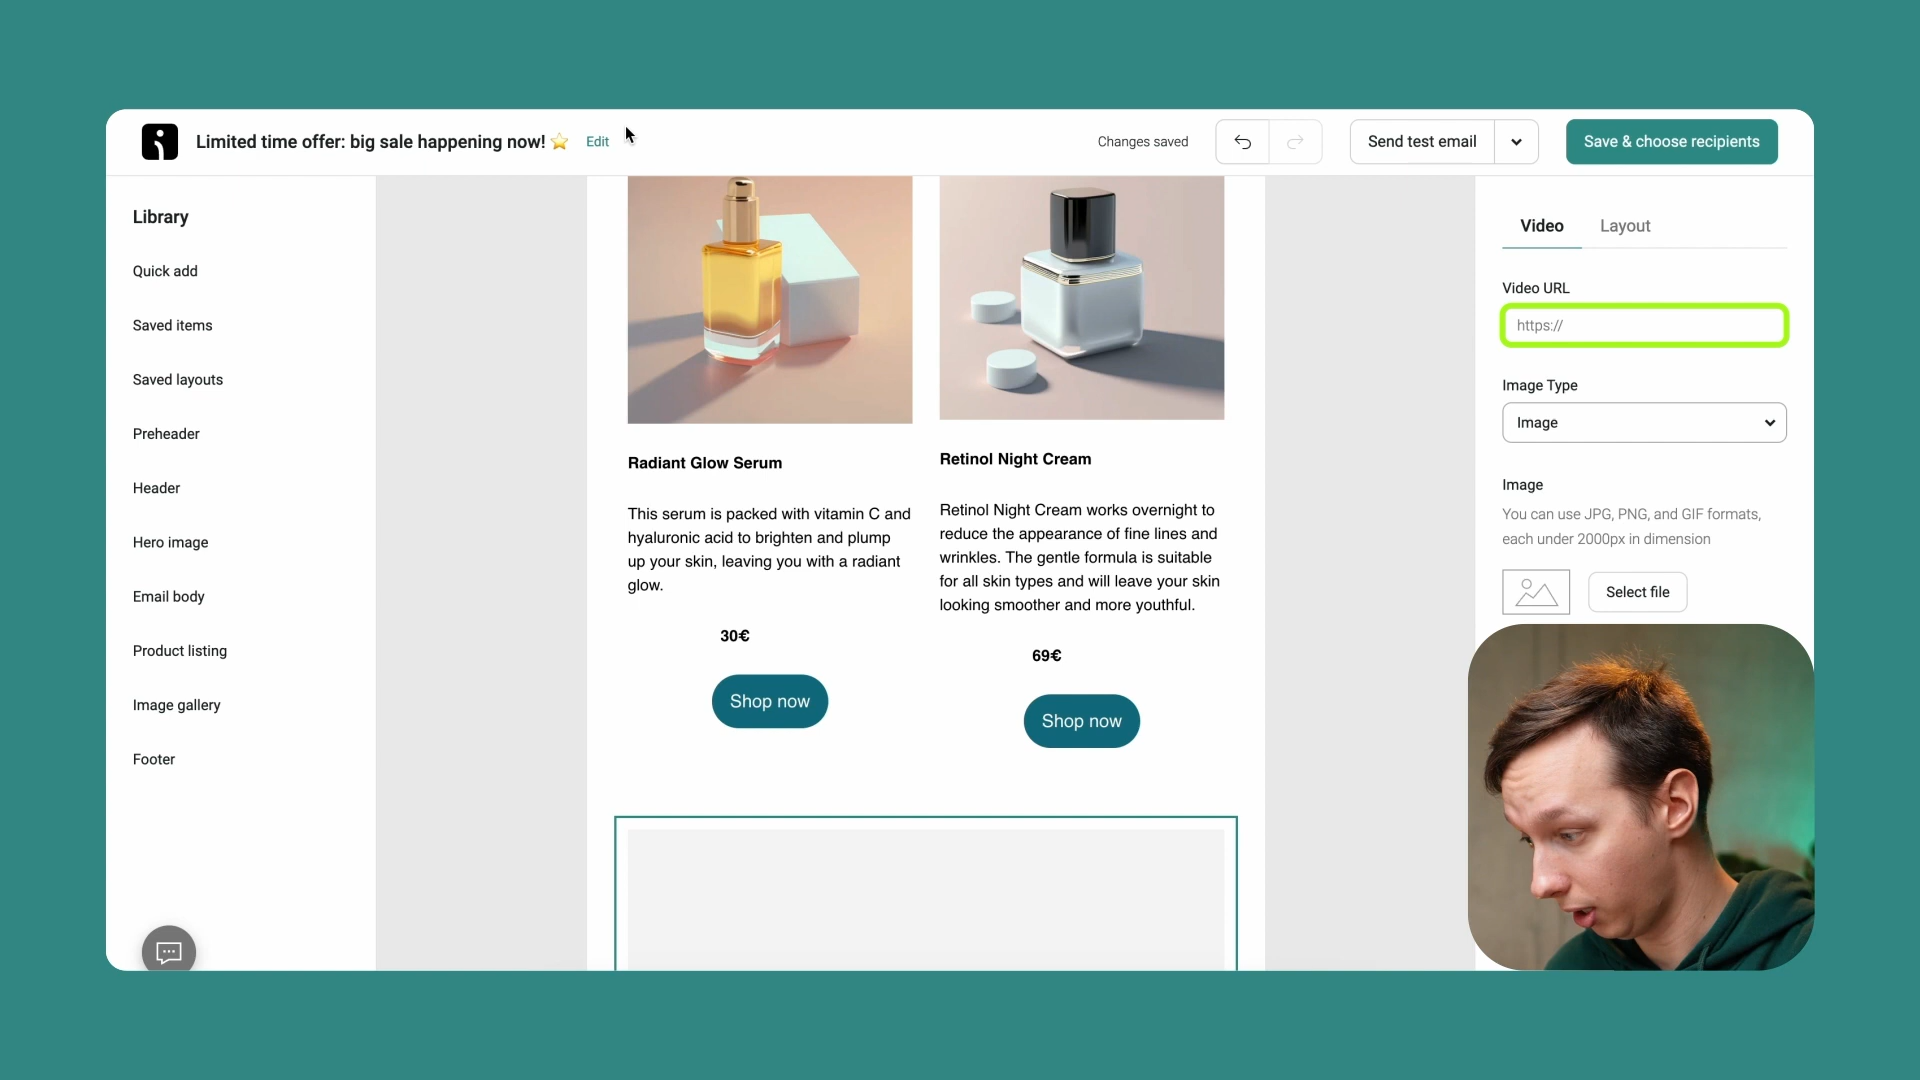 Limited time offer: big sale happening now!⭐ Edit
Changes saved
Send test email
Save & choose recipients
Library
Quick add
Saved items
Saved layouts
Preheader
Header
Hero image
Email body
Product listing
Image gallery
Footer
Radiant Glow Serum
This serum is packed with vitamin C and
hyaluronic acid to brighten and plump
up your skin, leaving you with a radiant
glow.
30€
Shop now
Retinol Night Cream
Retinol Night Cream works overnight to
reduce the appearance of fine lines and
wrinkles. The gentle formula is suitable
for all skin types and will leave your skin
looking smoother and more youthful.
69€
Shop now
Video Layout
Video URL
https://
Image Type
Image
Image
You can use JPG, PNG, and GIF formats,
each under 2000px in dimension
Select file